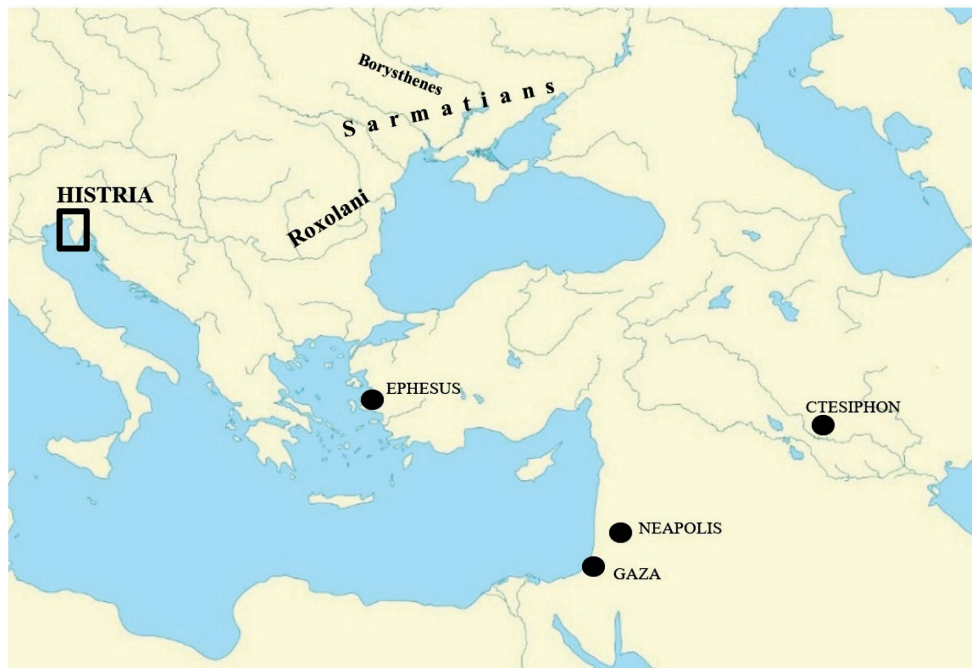 Borysthenes
Sarmatians
HISTRIA
Roxolani
EPHESUS
CTESIPHON
NEAPOLIS
GAZA